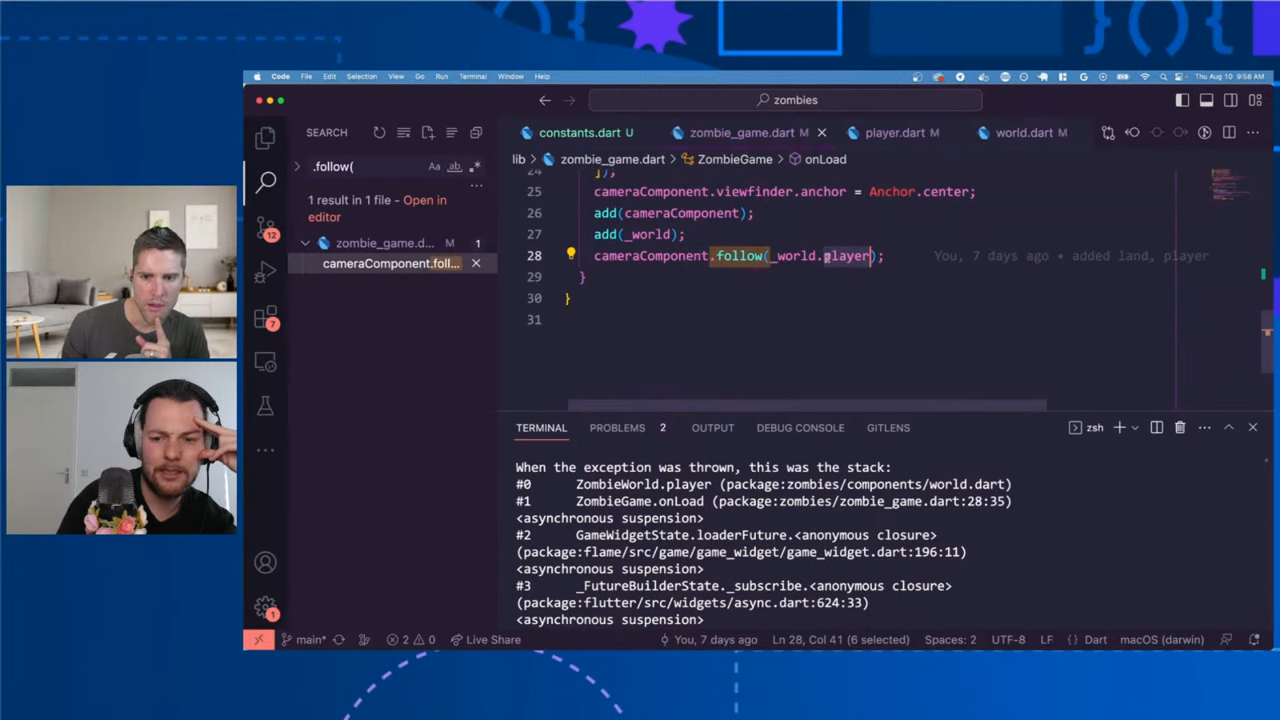 Code File Edit Selection View Go Run Terminal Window Help
Thu Aug 10 9:58 AM
zombies
SEARCH
constants.dart U
zombie_game.dart M
player.dart M
world.dart M
lib > zombie_game.dart > ZombieGame > onLoad
.follow(
Aa ab .*
1 result in 1 file - Open in
editor
zombie_game.d... M 1
cameraComponent.foll...
12
7
1
24 ]);
25 cameraComponent.viewfinder.anchor = Anchor.center;
26 add(cameraComponent);
27 add(_world);
28 cameraComponent.follow(_world.player); You, 7 days ago • added land, player
29 }
30 }
31
TERMINAL PROBLEMS 2 OUTPUT DEBUG CONSOLE GITLENS
zsh
When the exception was thrown, this was the stack:
#0 ZombieWorld.player (package:zombies/components/world.dart)
#1 ZombieGame.onLoad (package:zombies/zombie_game.dart:28:35)
<asynchronous suspension>
#2 GameWidgetState.loaderFuture.<anonymous closure>
(package:flame/src/game/game_widget/game_widget.dart:196:11)
<asynchronous suspension>
#3 _FutureBuilderState._subscribe.<anonymous closure>
(package:flutter/src/widgets/async.dart:624:33)
<asynchronous suspension>
main* 2 0 Live Share You, 7 days ago Ln 28, Col 41 (6 selected) Spaces: 2 UTF-8 LF { } Dart macOS (darwin)